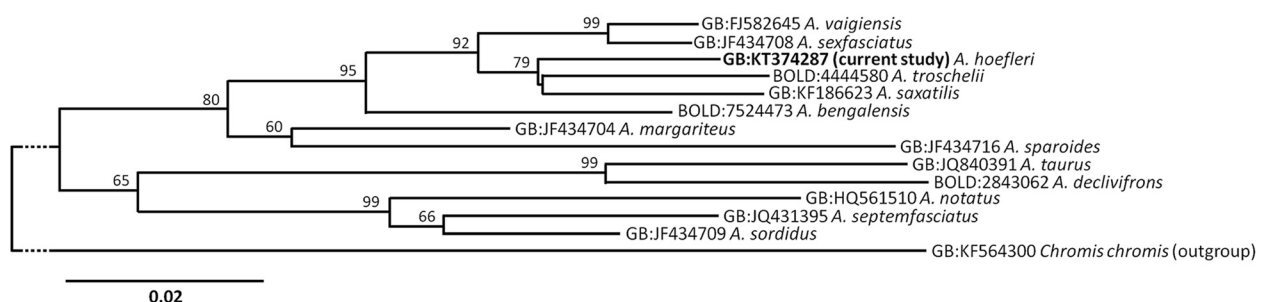 99
GB:FJ582645 A. vaigiensis
92
GB:JF434708 A. sexfasciatus
79
GB:KT374287 (current study) A. hoefleri
95
BOLD:4444580 A. troschelii
GB:KF186623 A. saxatilis
80
BOLD:7524473 A. bengalensis
60
GB:JF434704 A. margariteus
GB:JF434716 A. sparoides
99
GB:JQ840391 A. taurus
65
BOLD:2843062 A. declivifrons
99
GB:HQ561510 A. notatus
66
GB:JQ431395 A. septemfasciatus
GB:JF434709 A. sordidus
GB:KF564300 Chromis chromis (outgroup)
0.02